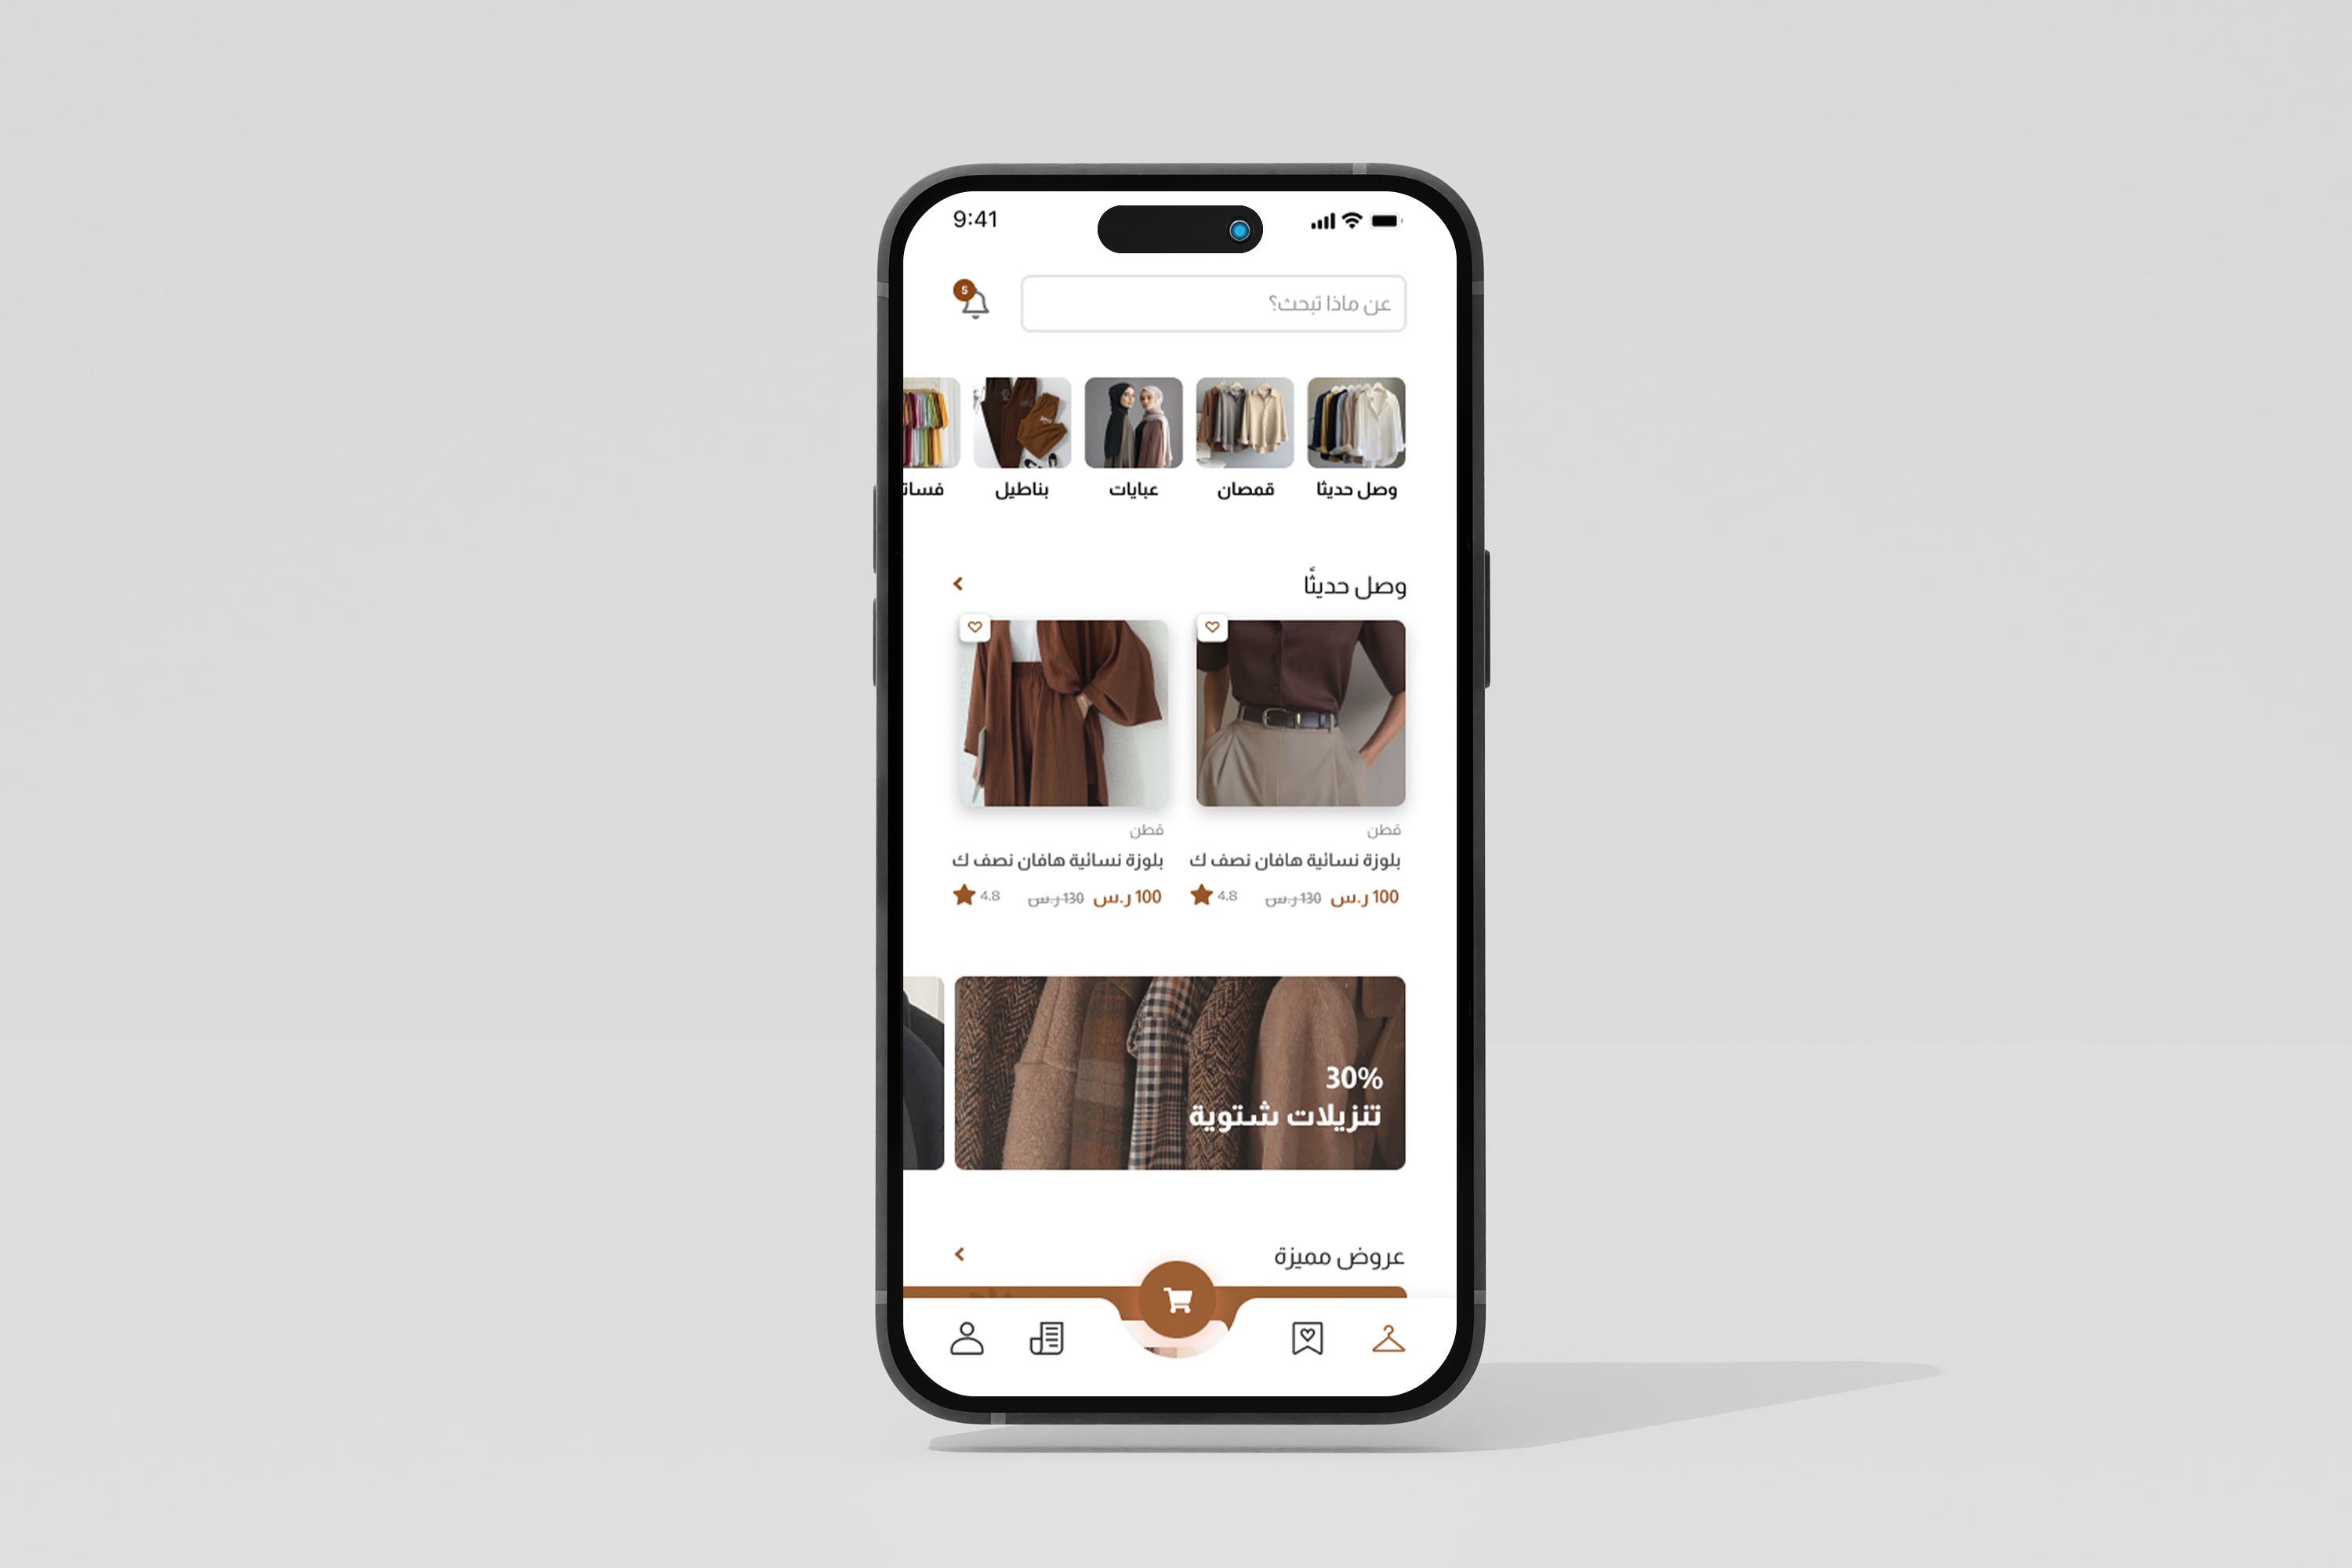 9:41
5
عن ماذا تبحث؟
وصل حديثا
قمصان
عبايات
بناطيل
فسات
وصل حديثًا
قطن
بلوزة نسائية هافان نصف ك
100 ر.س 130 ر.س 4.8
قطن
بلوزة نسائية هافان نصف ك
100 ر.س 130 ر.س 4.8
30%
تنزيلات شتوية
عروض مميزة